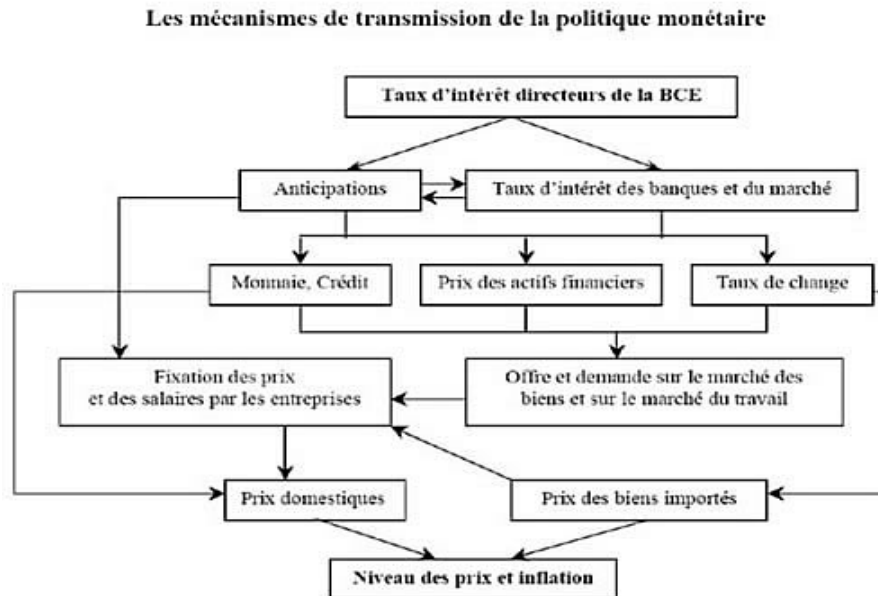 Les mécanismes de transmission de la politique monétaire
Taux d'intérêt directeurs de la BCE
Anticipations
Taux d'intérêt des banques et du marché
Monnaie, Crédit
Prix des actifs financiers
Taux de change
Fixation des prix
et des salaires par les entreprises
Offre et demande sur le marché des
biens et sur le marché du travail
Prix domestiques
Prix des biens importés
Niveau des prix et inflation